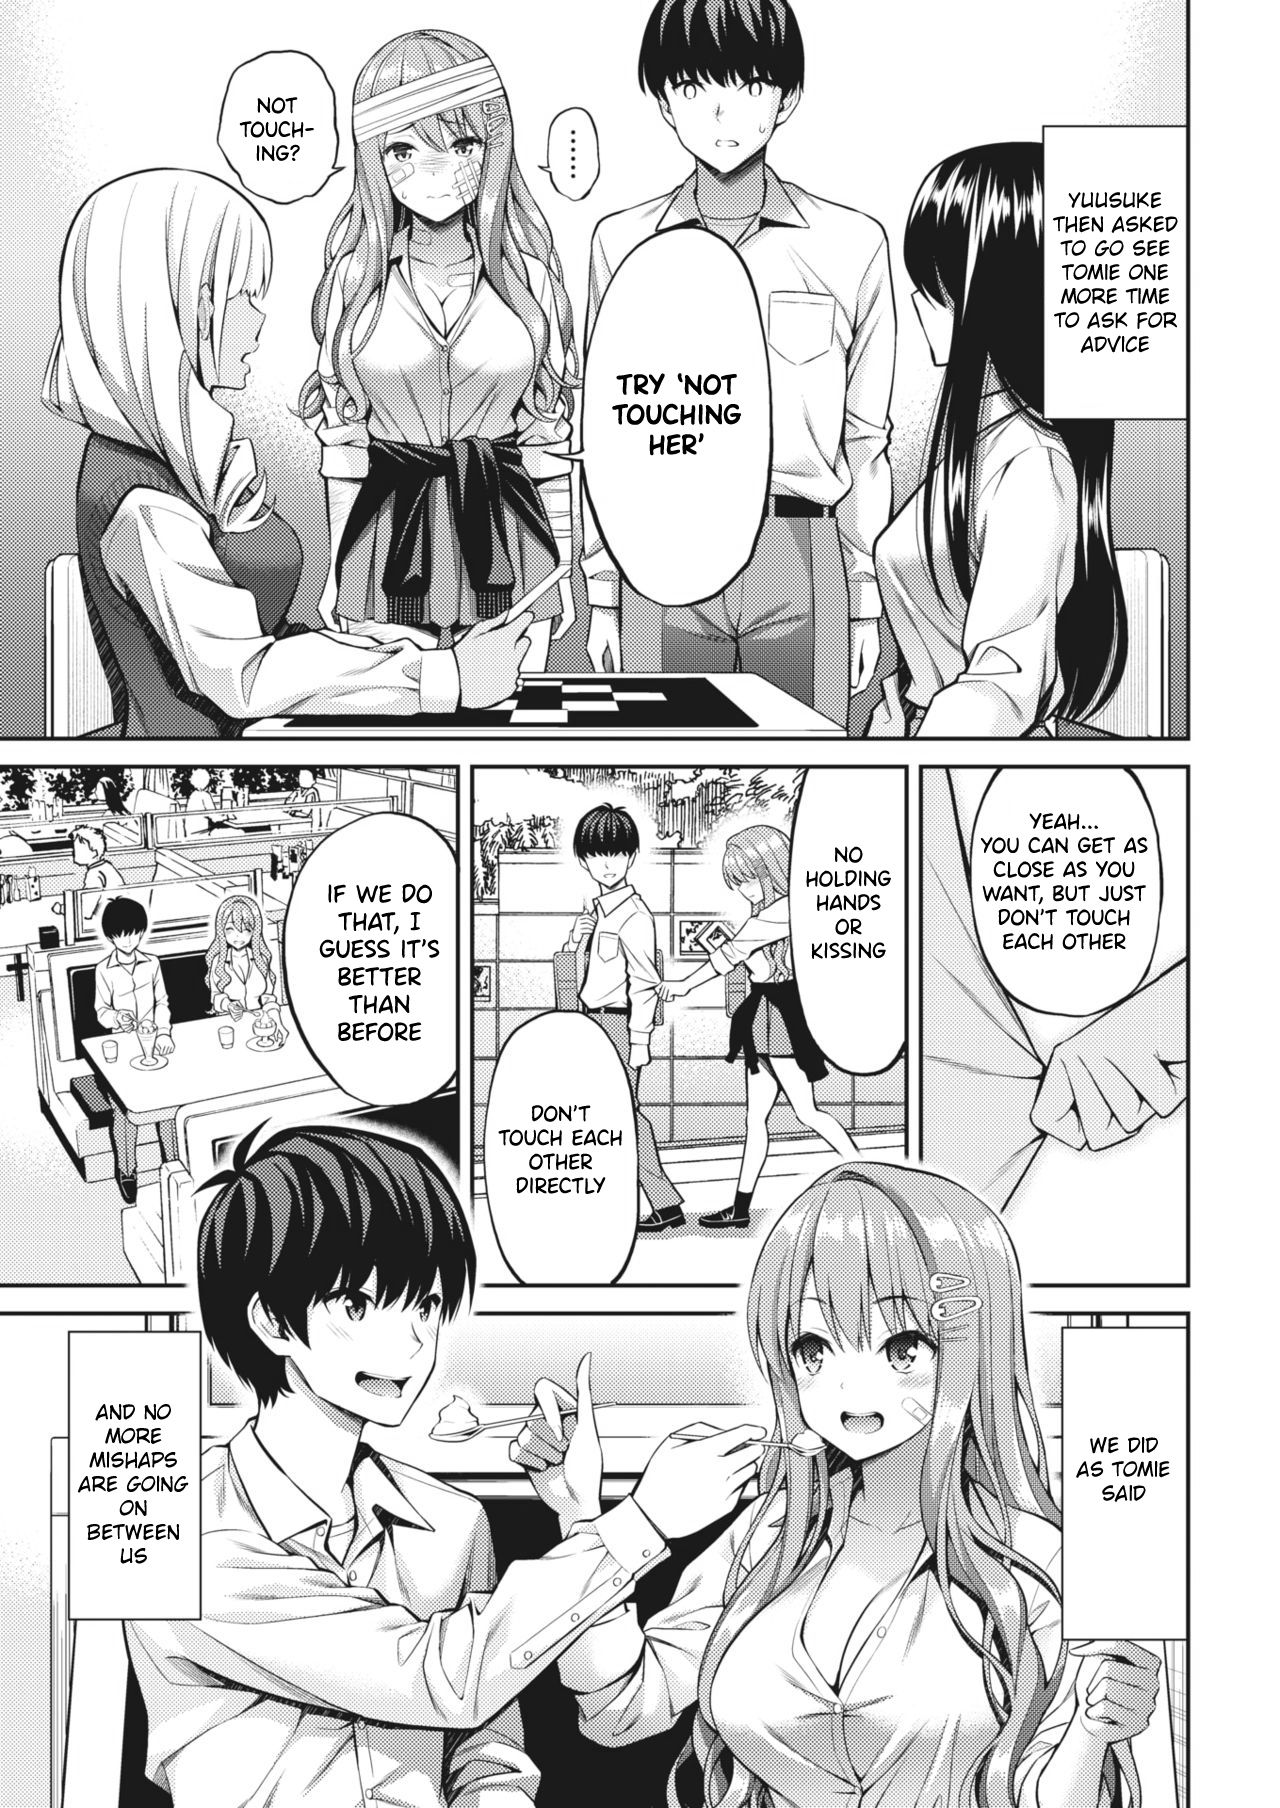 YUUSUKE
THEN ASKED
TO GO SEE
TOMIE ONE
MORE TIME
TO ASK FOR
ADVICE
TRY 'NOT
TOUCHING
HER'
......
NOT
TOUCH-
ING?
YEAH...
YOU CAN GET AS
CLOSE AS YOU
WANT, BUT JUST
DON'T TOUCH
EACH OTHER
NO
HOLDING
HANDS
OR
KISSING
DON'T
TOUCH EACH
OTHER
DIRECTLY
IF WE DO
THAT, I
GUESS IT'S
BETTER
THAN
BEFORE
WE DID
AS TOMIE
SAID
AND NO
MORE
MISHAPS
ARE GOING
ON
BETWEEN
US